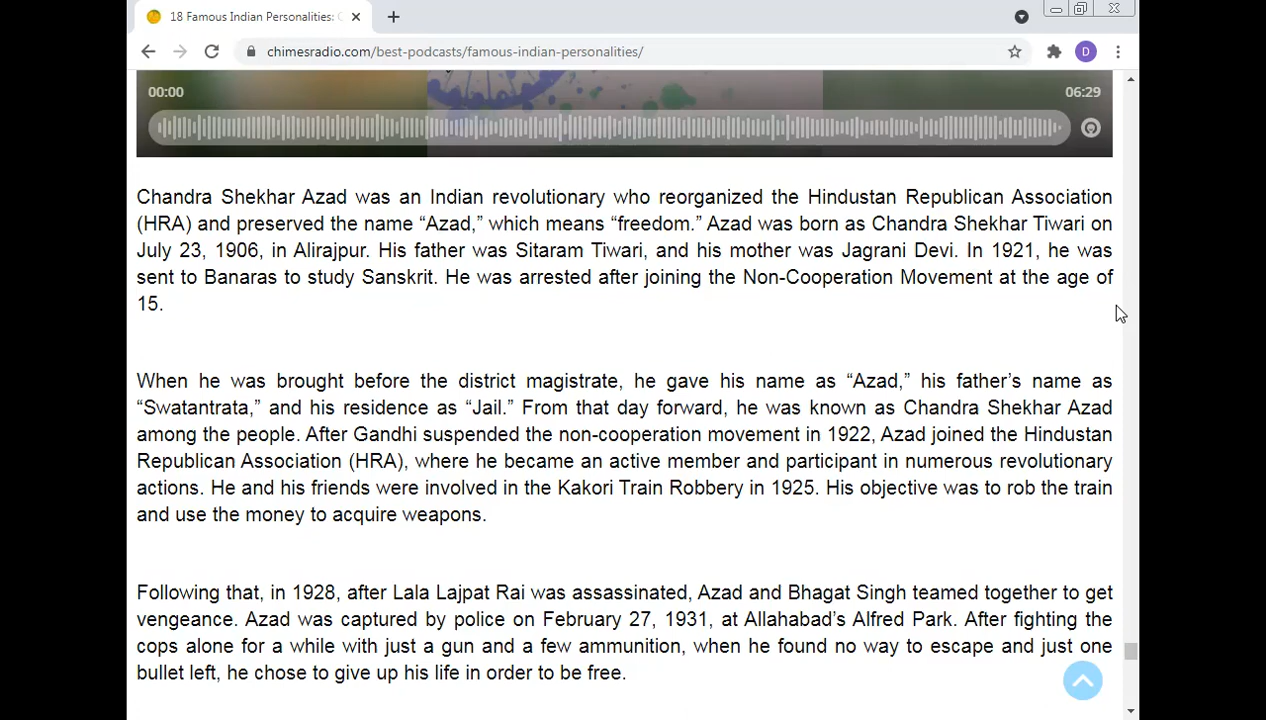 18 Famous Indian Personalities:
chimesradio.com/best-podcasts/famous-indian-personalities/
D
00:00
06:29
Chandra Shekhar Azad was an Indian revolutionary who reorganized the Hindustan Republican Association
(HRA) and preserved the name “Azad,” which means “freedom.” Azad was born as Chandra Shekhar Tiwari on
July 23, 1906, in Alirajpur. His father was Sitaram Tiwari, and his mother was Jagrani Devi. In 1921, he was
sent to Banaras to study Sanskrit. He was arrested after joining the Non-Cooperation Movement at the age of
15.
When he was brought before the district magistrate, he gave his name as “Azad,” his father’s name as
“Swatantrata,” and his residence as “Jail.” From that day forward, he was known as Chandra Shekhar Azad
among the people. After Gandhi suspended the non-cooperation movement in 1922, Azad joined the Hindustan
Republican Association (HRA), where he became an active member and participant in numerous revolutionary
actions. He and his friends were involved in the Kakori Train Robbery in 1925. His objective was to rob the train
and use the money to acquire weapons.
Following that, in 1928, after Lala Lajpat Rai was assassinated, Azad and Bhagat Singh teamed together to get
vengeance. Azad was captured by police on February 27, 1931, at Allahabad’s Alfred Park. After fighting the
cops alone for a while with just a gun and a few ammunition, when he found no way to escape and just one
bullet left, he chose to give up his life in order to be free.